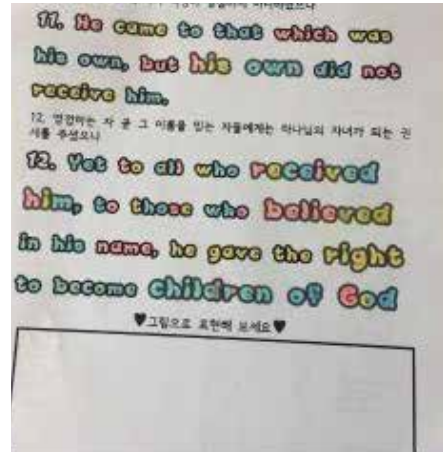 11. He came to that which was
his own, but his own did not
receive him.
12. 영접하는 자 곧 그 이름을 믿는 자들에게는 하나님의 자녀가 되는 권
세를 주셨으니
12. Yet to all who received
him, to those who believed
in his name, he gave the right
to become children of God
♥그림으로 표현해 보세요♥